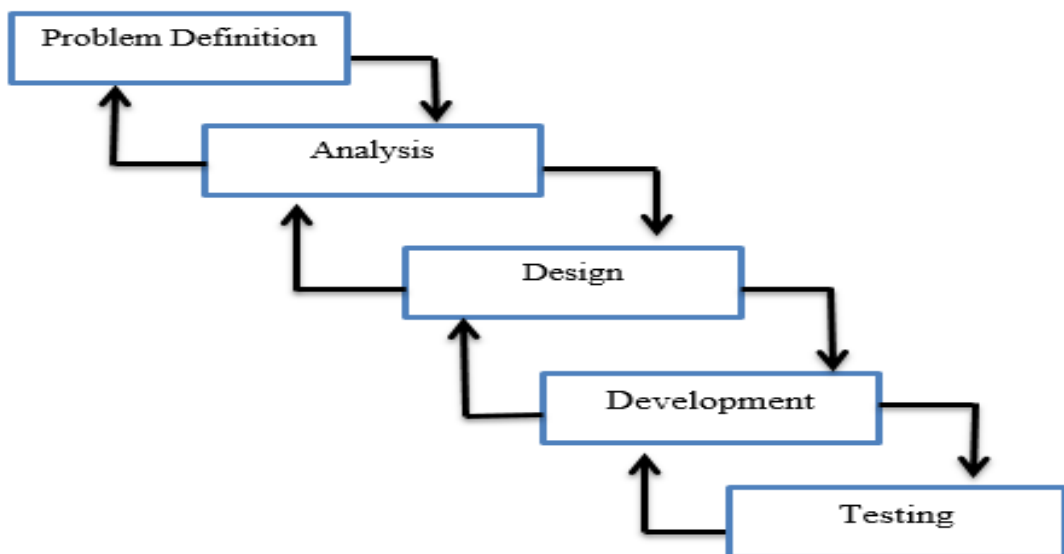 Problem Definition
Analysis
Design
Development
Testing